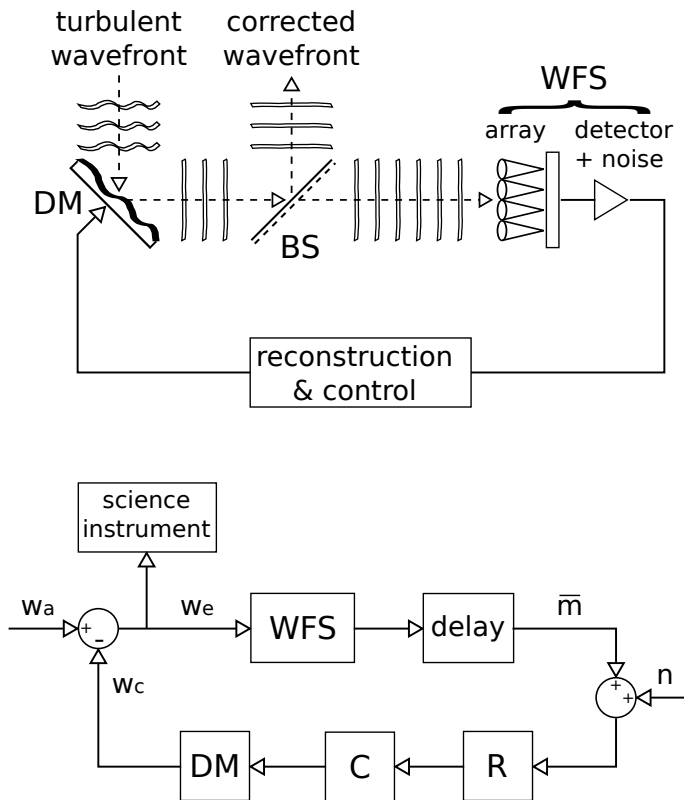 turbulent
wavefront
corrected
wavefront
WFS
array
detector
+ noise
DM
BS
reconstruction
& control
science
instrument
wa
+
-
we
WFS
delay
m̅
wc
+
+
n
DM
C
R